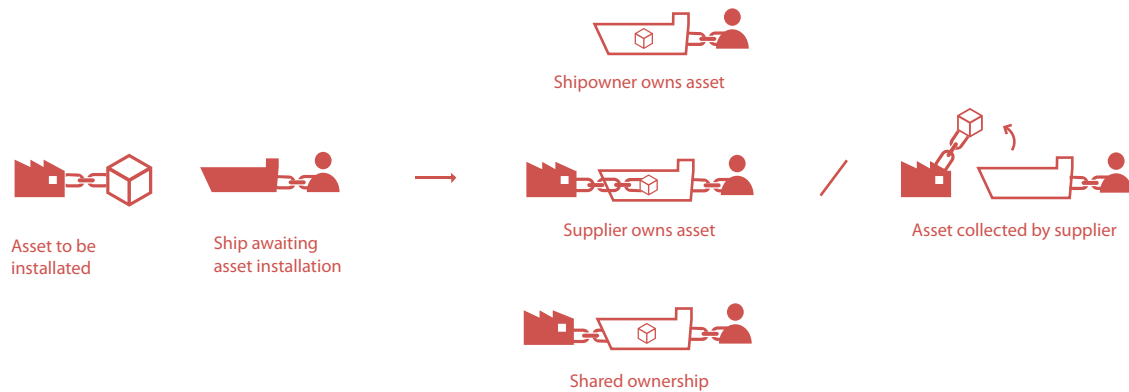 Shipowner owns asset
Asset to be
installated
Ship awaiting
asset installation
Supplier owns asset
Asset collected by supplier
Shared ownership